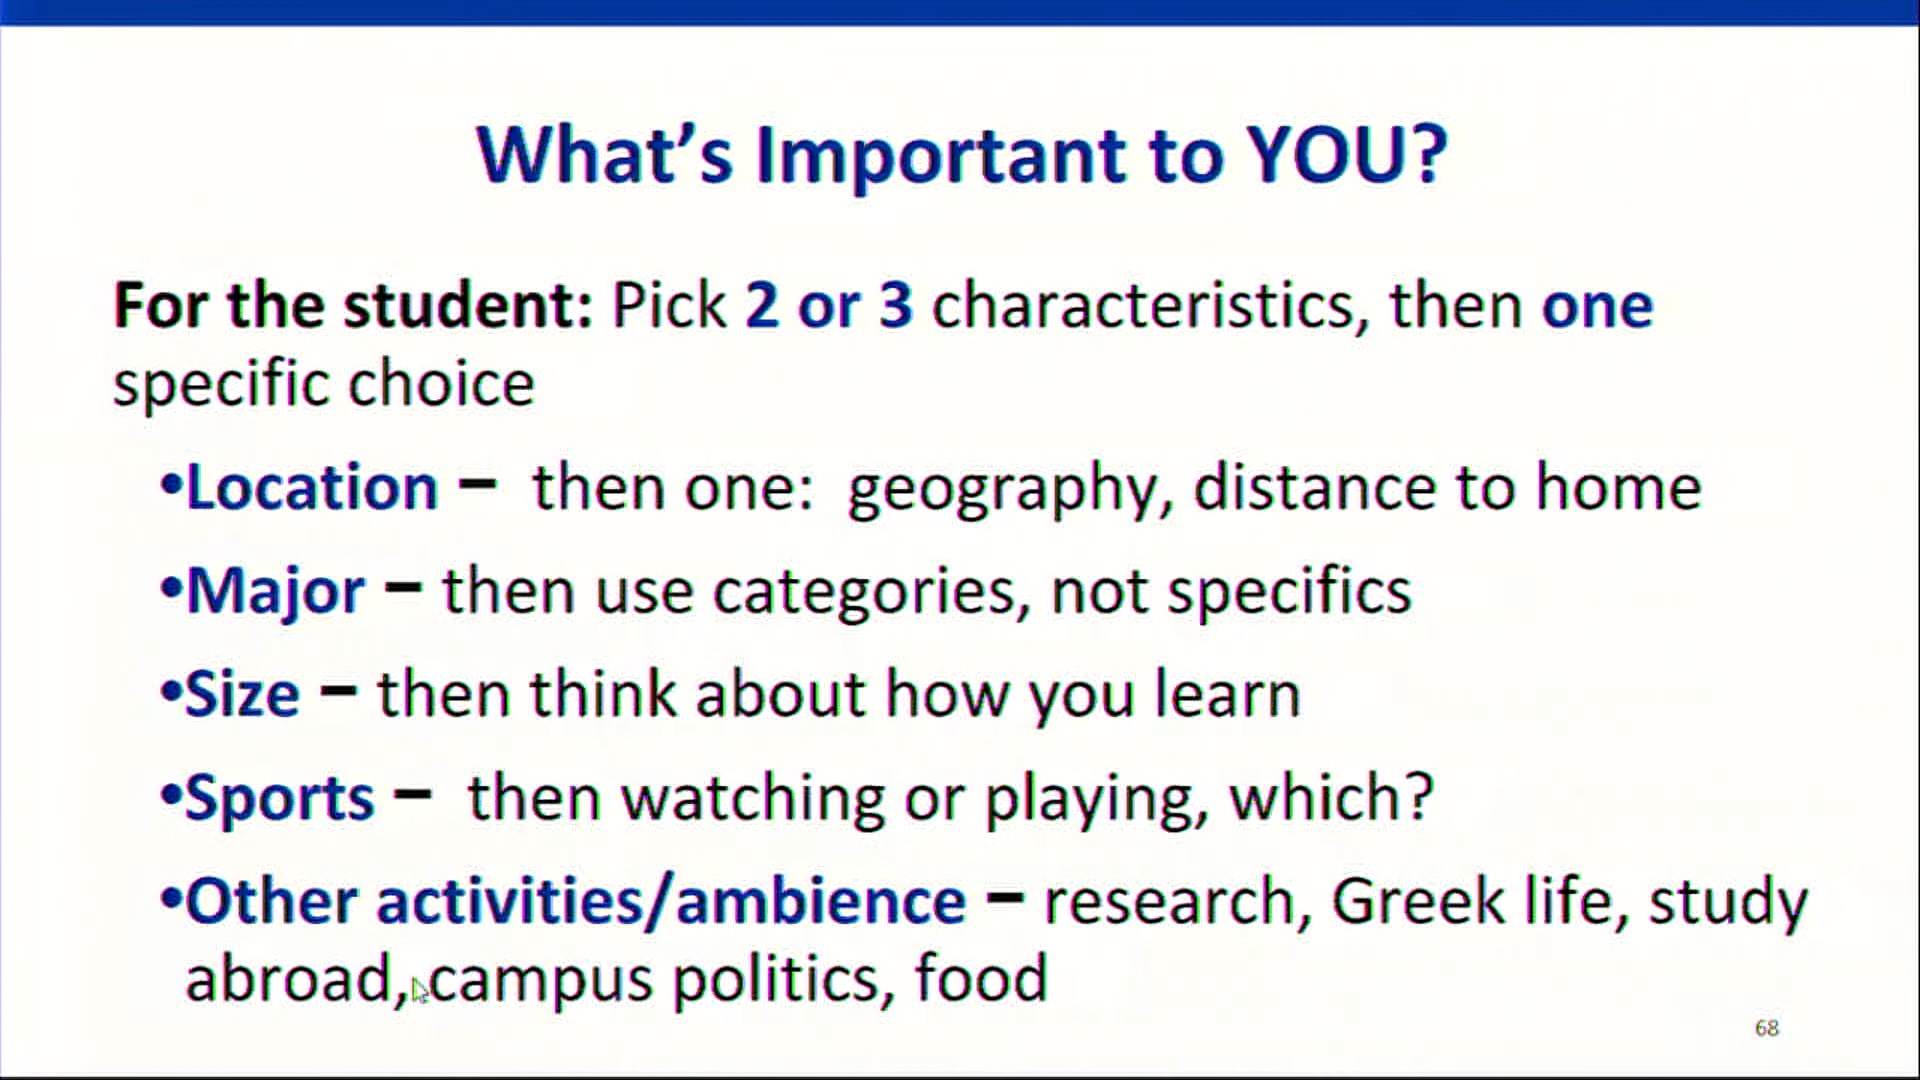 What’s Important to YOU?
For the student: Pick 2 or 3 characteristics, then one
specific choice
•Location – then one: geography, distance to home
•Major – then use categories, not specifics
•Size – then think about how you learn
•Sports – then watching or playing, which?
•Other activities/ambience – research, Greek life, study
abroad, campus politics, food
68